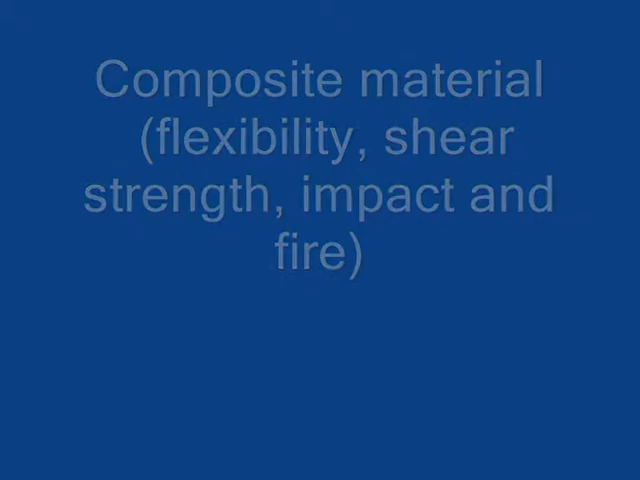 Composite material
(flexibility, shear
strength, impact and
fire)